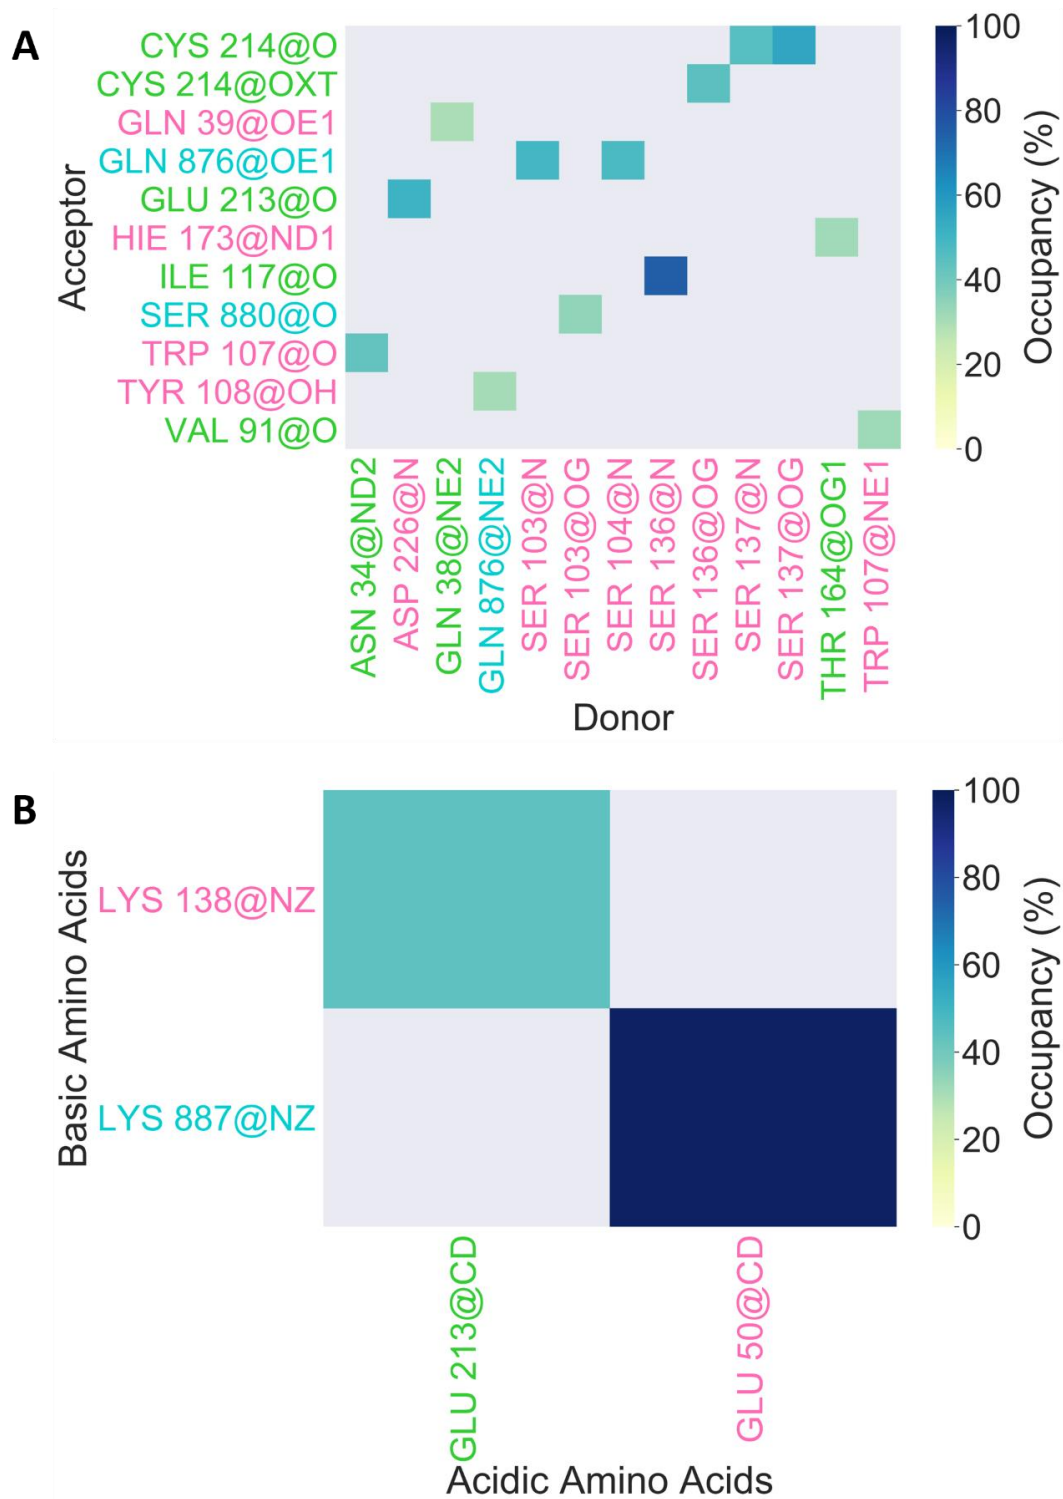 A
Acceptor
CYS 214@O
CYS 214@OXT
GLN 39@OE1
GLN 876@OE1
GLU 213@O
HIE 173@ND1
ILE 117@O
SER 880@O
TRP 107@O
TYR 108@OH
VAL 91@O
ASN 34@ND2
ASP 226@N
GLN 38@NE2
GLN 876@NE2
SER 103@N
SER 103@OG
SER 104@N
SER 136@N
SER 136@OG
SER 137@N
SER 137@OG
THR 164@OG1
TRP 107@NE1
Donor
100
80
60
40
20
0
Occupancy (%)
B
Basic Amino Acids
LYS 138@NZ
LYS 887@NZ
GLU 213@CD
GLU 50@CD
Acidic Amino Acids
100
80
60
40
20
0
Occupancy (%)